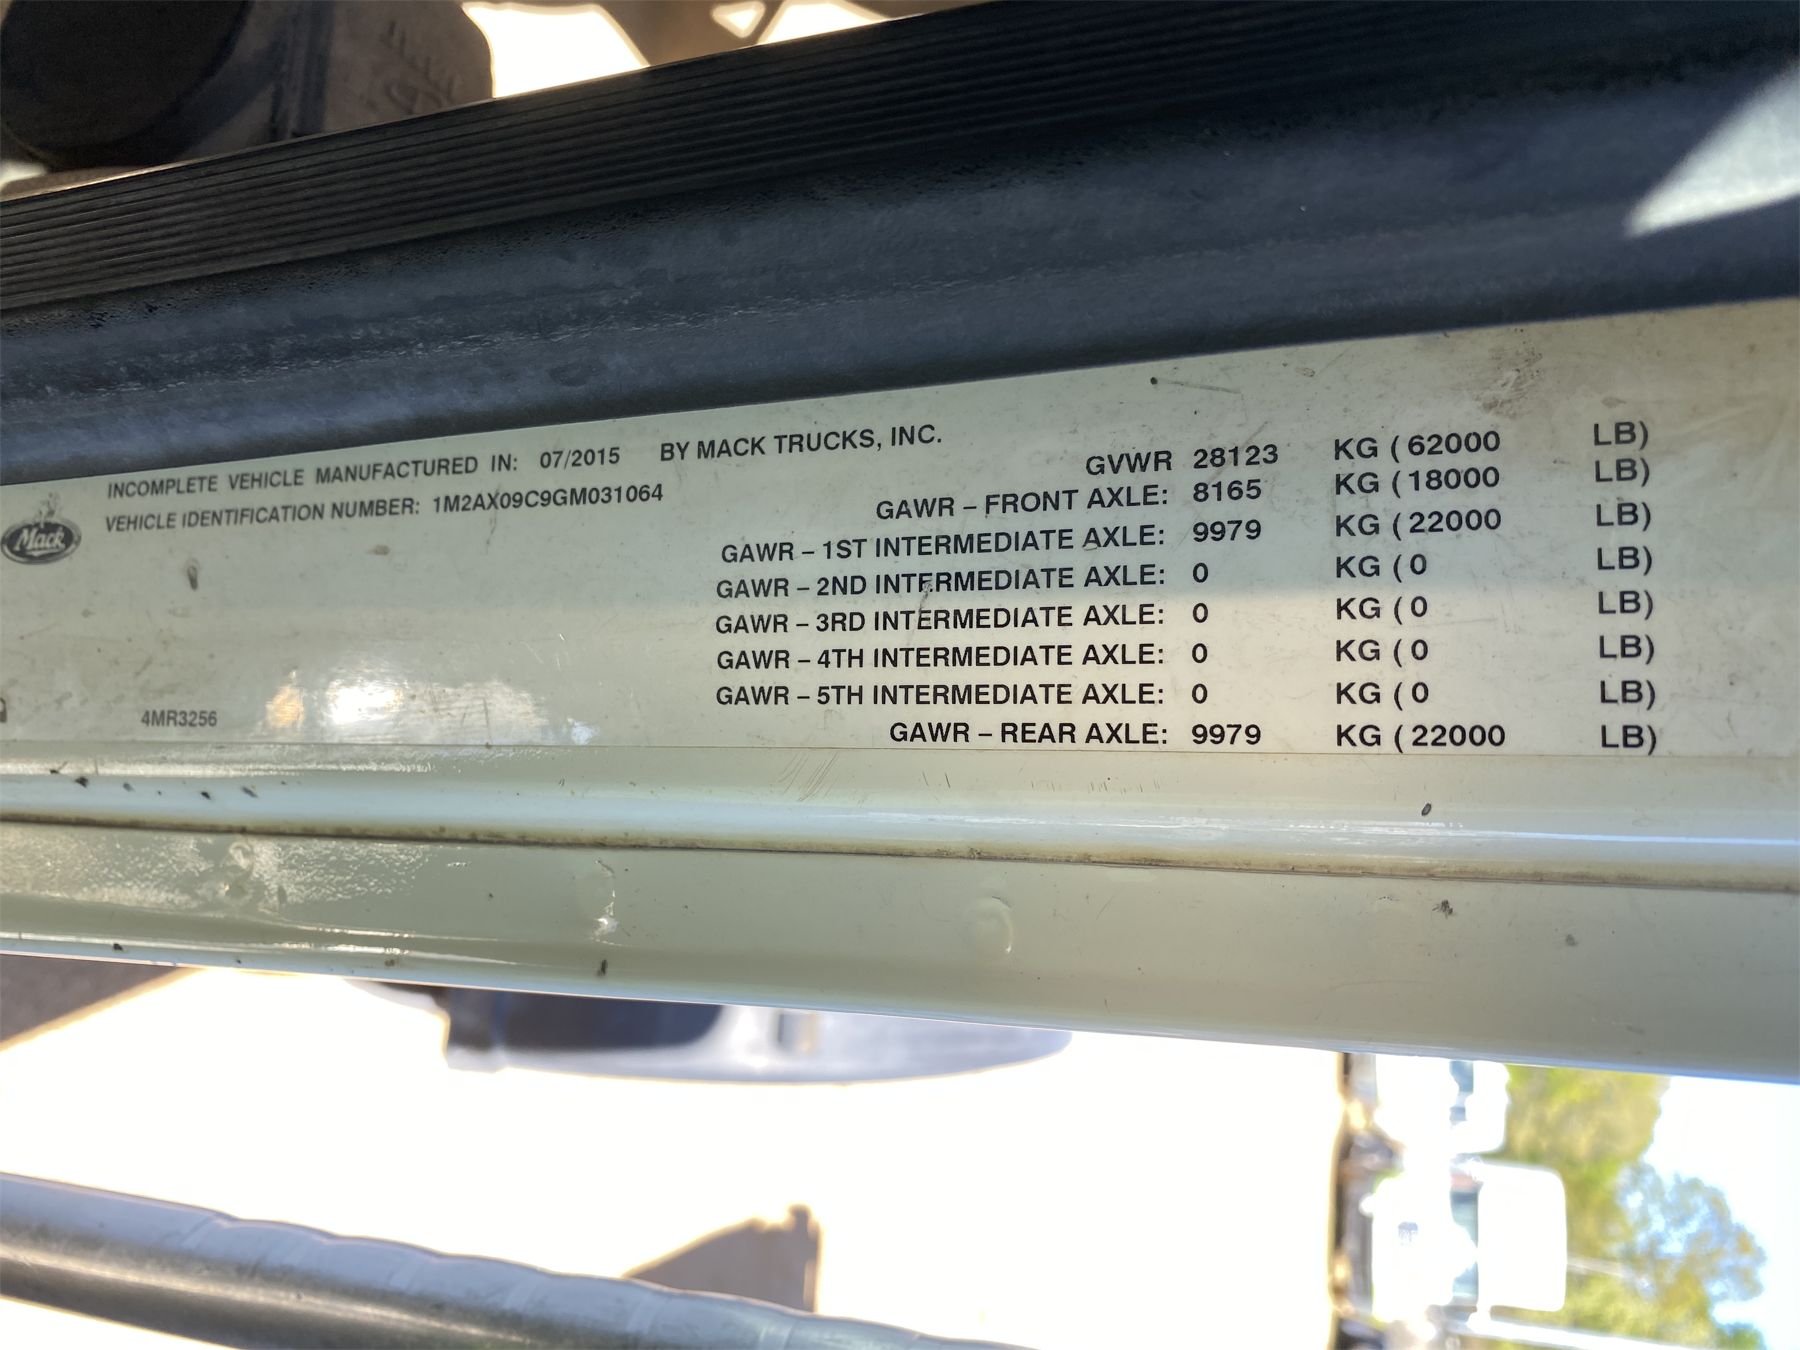 INCOMPLETE VEHICLE MANUFACTURED IN: 07/2015 BY MACK TRUCKS, INC.
VEHICLE IDENTIFICATION NUMBER: 1M2AX09C9GM031064
Mack
GVWR 28123 KG (62000 LB)
GAWR – FRONT AXLE: 8165 KG (18000 LB)
GAWR – 1ST INTERMEDIATE AXLE: 9979 KG (22000 LB)
GAWR – 2ND INTERMEDIATE AXLE: 0 KG (0 LB)
GAWR – 3RD INTERMEDIATE AXLE: 0 KG (0 LB)
GAWR – 4TH INTERMEDIATE AXLE: 0 KG (0 LB)
GAWR – 5TH INTERMEDIATE AXLE: 0 KG (0 LB)
GAWR – REAR AXLE: 9979 KG (22000 LB)
4MR3256